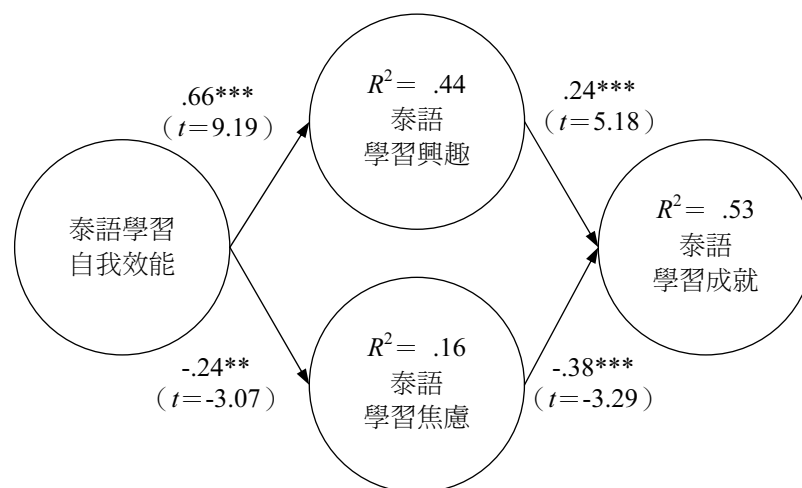 .66***
（t＝9.19）
R²＝ .44
泰語
學習興趣
.24***
（t＝5.18）
泰語學習
自我效能
R²＝ .53
泰語
學習成就
-.24**
（t＝-3.07）
R²＝ .16
泰語
學習焦慮
-.38***
（t＝-3.29）